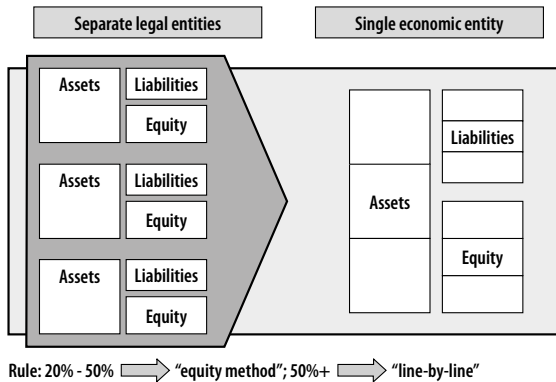 Separate legal entities
Single economic entity
Assets
Liabilities
Equity
Assets
Liabilities
Equity
Assets
Liabilities
Equity
Assets
Liabilities
Equity
Rule: 20% - 50% "equity method"; 50%+ "line-by-line"